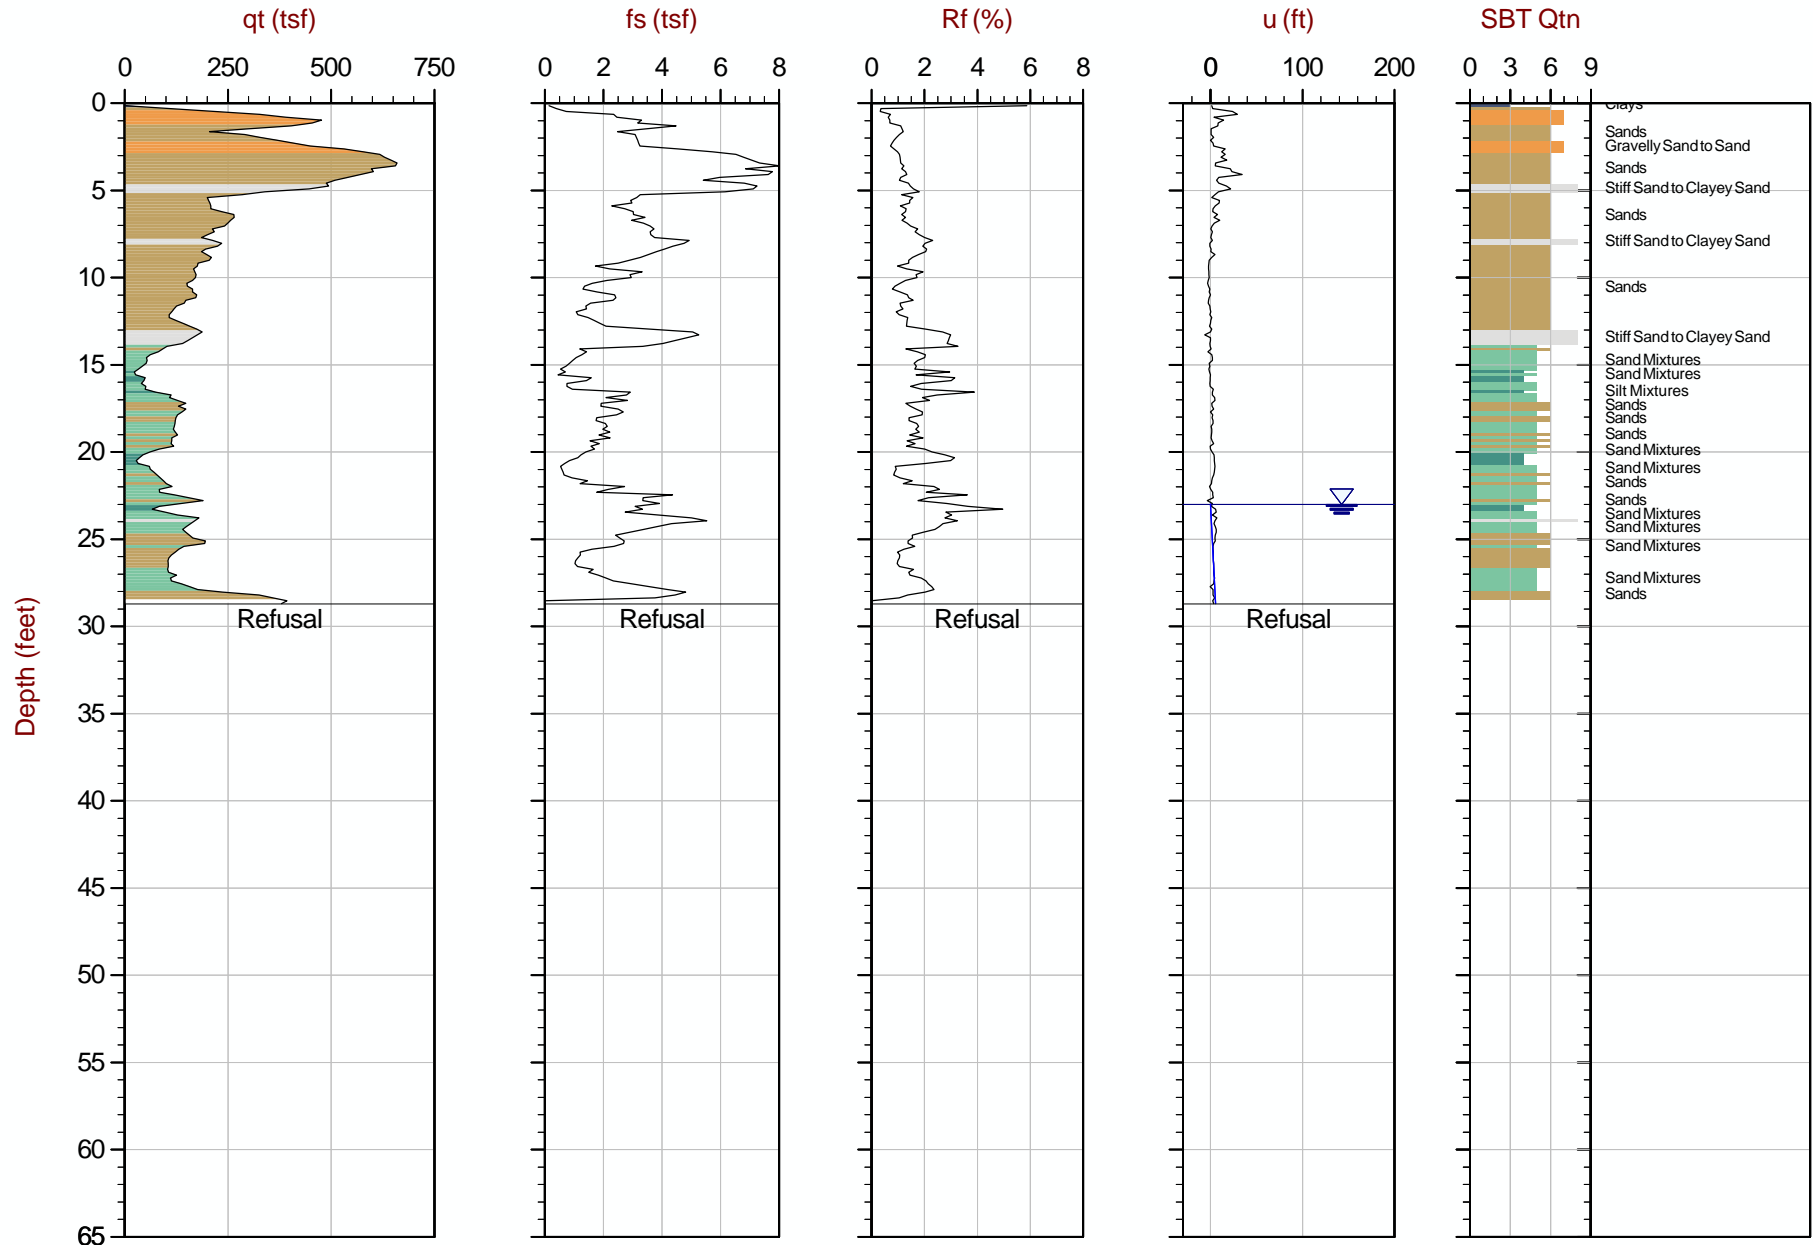 qt (tsf)
fs (tsf)
Rf (%)
u (ft)
SBT Qtn
0 250 500 750
0 2 4 6 8
0 2 4 6 8
0 100 200
0 3 6 9
Depth (feet)
0
5
10
15
20
25
30
35
40
45
50
55
60
65
Refusal
Refusal
Refusal
Refusal
Clays
Sands
Gravelly Sand to Sand
Sands
Stiff Sand to Clayey Sand
Sands
Stiff Sand to Clayey Sand
Sands
Stiff Sand to Clayey Sand
Sand Mixtures
Sand Mixtures
Silt Mixtures
Sands
Sands
Sands
Sand Mixtures
Sand Mixtures
Sands
Sands
Sand Mixtures
Sand Mixtures
Sand Mixtures
Sand Mixtures
Sands